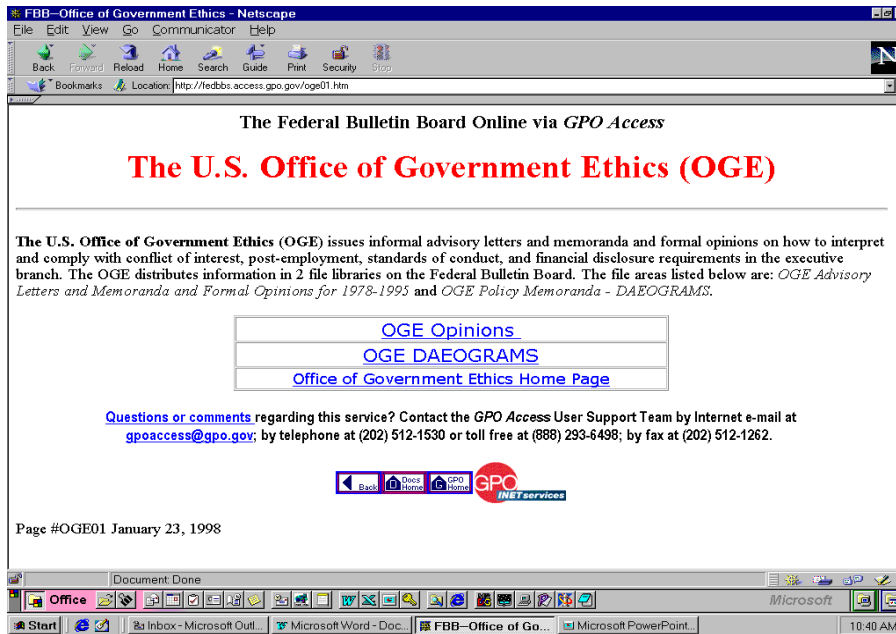 FBB--Office of Government Ethics - Netscape
File Edit View Go Communicator Help
Back Forward Reload Home Search Guide Print Security Stop
N
Bookmarks Location: http://fedbbs.access.gpo.gov/oge01.htm
The Federal Bulletin Board Online via GPO Access
The U.S. Office of Government Ethics (OGE)
The U.S. Office of Government Ethics (OGE) issues informal advisory letters and memoranda and formal opinions on how to interpret
and comply with conflict of interest, post-employment, standards of conduct, and financial disclosure requirements in the executive
branch. The OGE distributes information in 2 file libraries on the Federal Bulletin Board. The file areas listed below are: OGE Advisory
Letters and Memoranda and Formal Opinions for 1978-1995 and OGE Policy Memoranda - DAEOGRAMS.
OGE Opinions
OGE DAEOGRAMS
Office of Government Ethics Home Page
Questions or comments regarding this service? Contact the GPO Access User Support Team by Internet e-mail at
gpoaccess@gpo.gov; by telephone at (202) 512-1530 or toll free at (888) 293-6498; by fax at (202) 512-1262.
Back Docs Home GPO Home GPO INET services
Page #OGE01 January 23, 1998
Document: Done
Office Microsoft
Start Inbox - Microsoft Outl... Microsoft Word - Doc... FBB--Office of Go... Microsoft PowerPoint... 10:40 AM